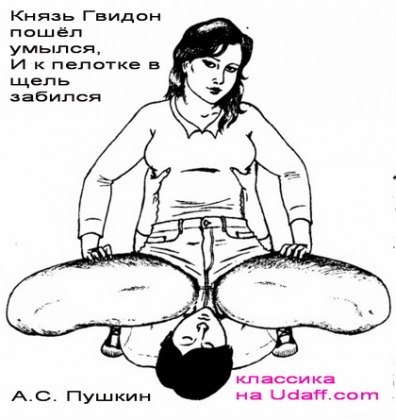 Князь Гвидон
пошёл
умылся,
И к пелотке в
щель
забился
А.С. Пушкин
классика
на Udaff.com